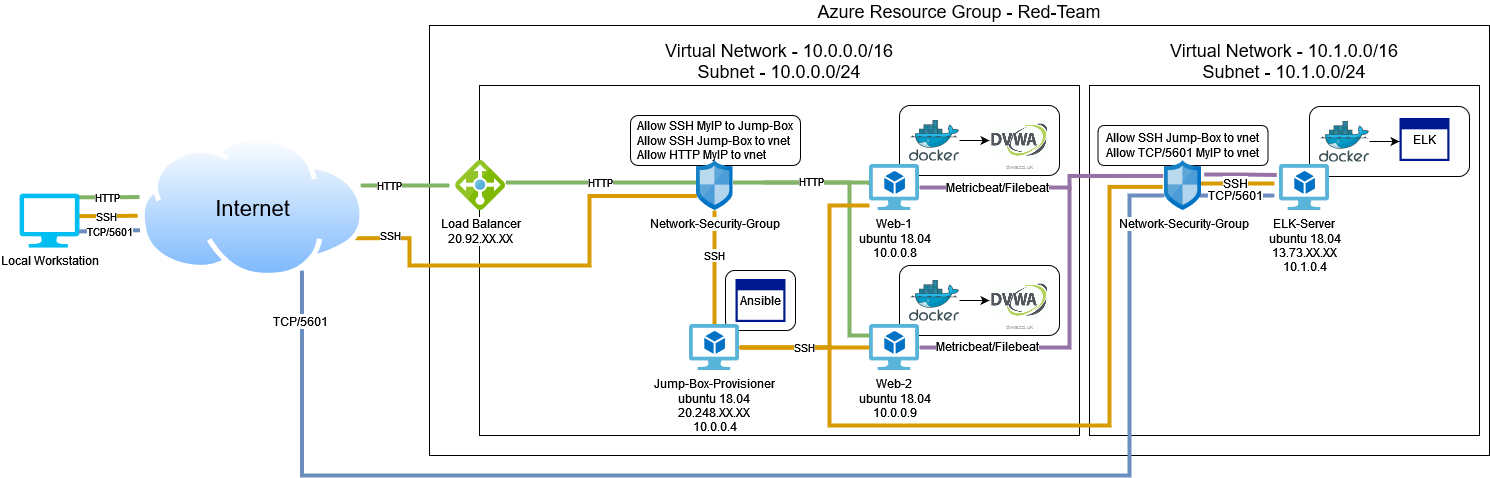 Azure Resource Group - Red-Team
Virtual Network - 10.0.0.0/16
Subnet - 10.0.0.0/24
Virtual Network - 10.1.0.0/16
Subnet - 10.1.0.0/24
Allow SSH MyIP to Jump-Box
Allow SSH Jump-Box to vnet
Allow HTTP MyIP to vnet
docker
DVWA
dvwa.co.uk
Allow SSH Jump-Box to vnet
Allow TCP/5601 MyIP to vnet
docker
ELK
HTTP
SSH
TCP/5601
Local Workstation
Internet
HTTP
SSH
TCP/5601
Load Balancer
20.92.XX.XX
HTTP
Network-Security-Group
HTTP
SSH
Metricbeat/Filebeat
Web-1
ubuntu 18.04
10.0.0.8
SSH
TCP/5601
Network-Security-Group
ELK-Server
ubuntu 18.04
13.73.XX.XX
10.1.0.4
Ansible
docker
DVWA
dvwa.co.uk
SSH
Metricbeat/Filebeat
Jump-Box-Provisioner
ubuntu 18.04
20.248.XX.XX
10.0.0.4
Web-2
ubuntu 18.04
10.0.0.9